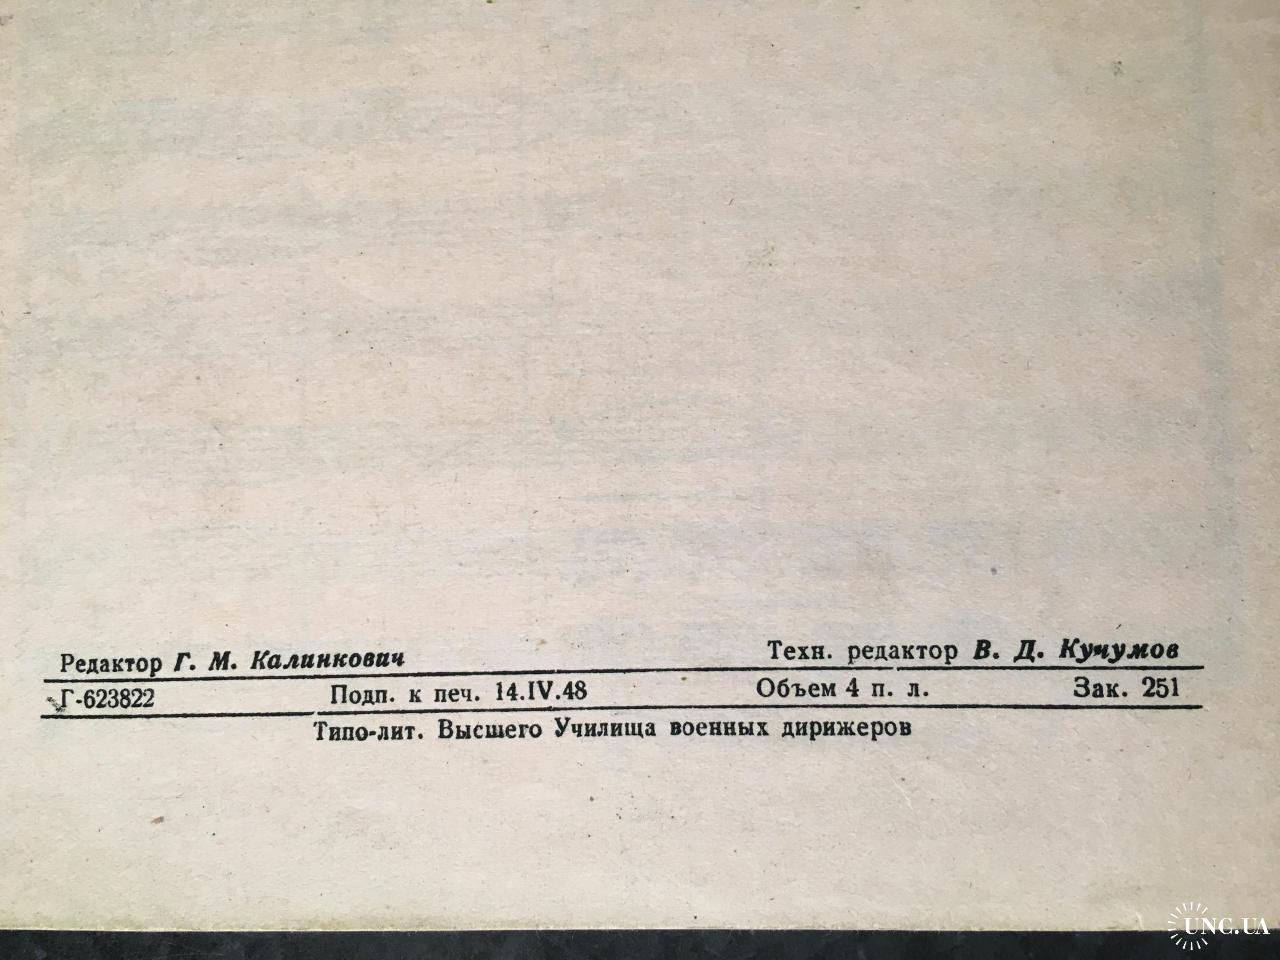 Редактор Г. М. Калинкович Техн. редактор В. Д. Кучумов
Г-623822 Подп. к печ. 14.IV.48 Объем 4 п. л. Зак. 251
Типо-лит. Высшего Училища военных дирижеров
UNC.UA